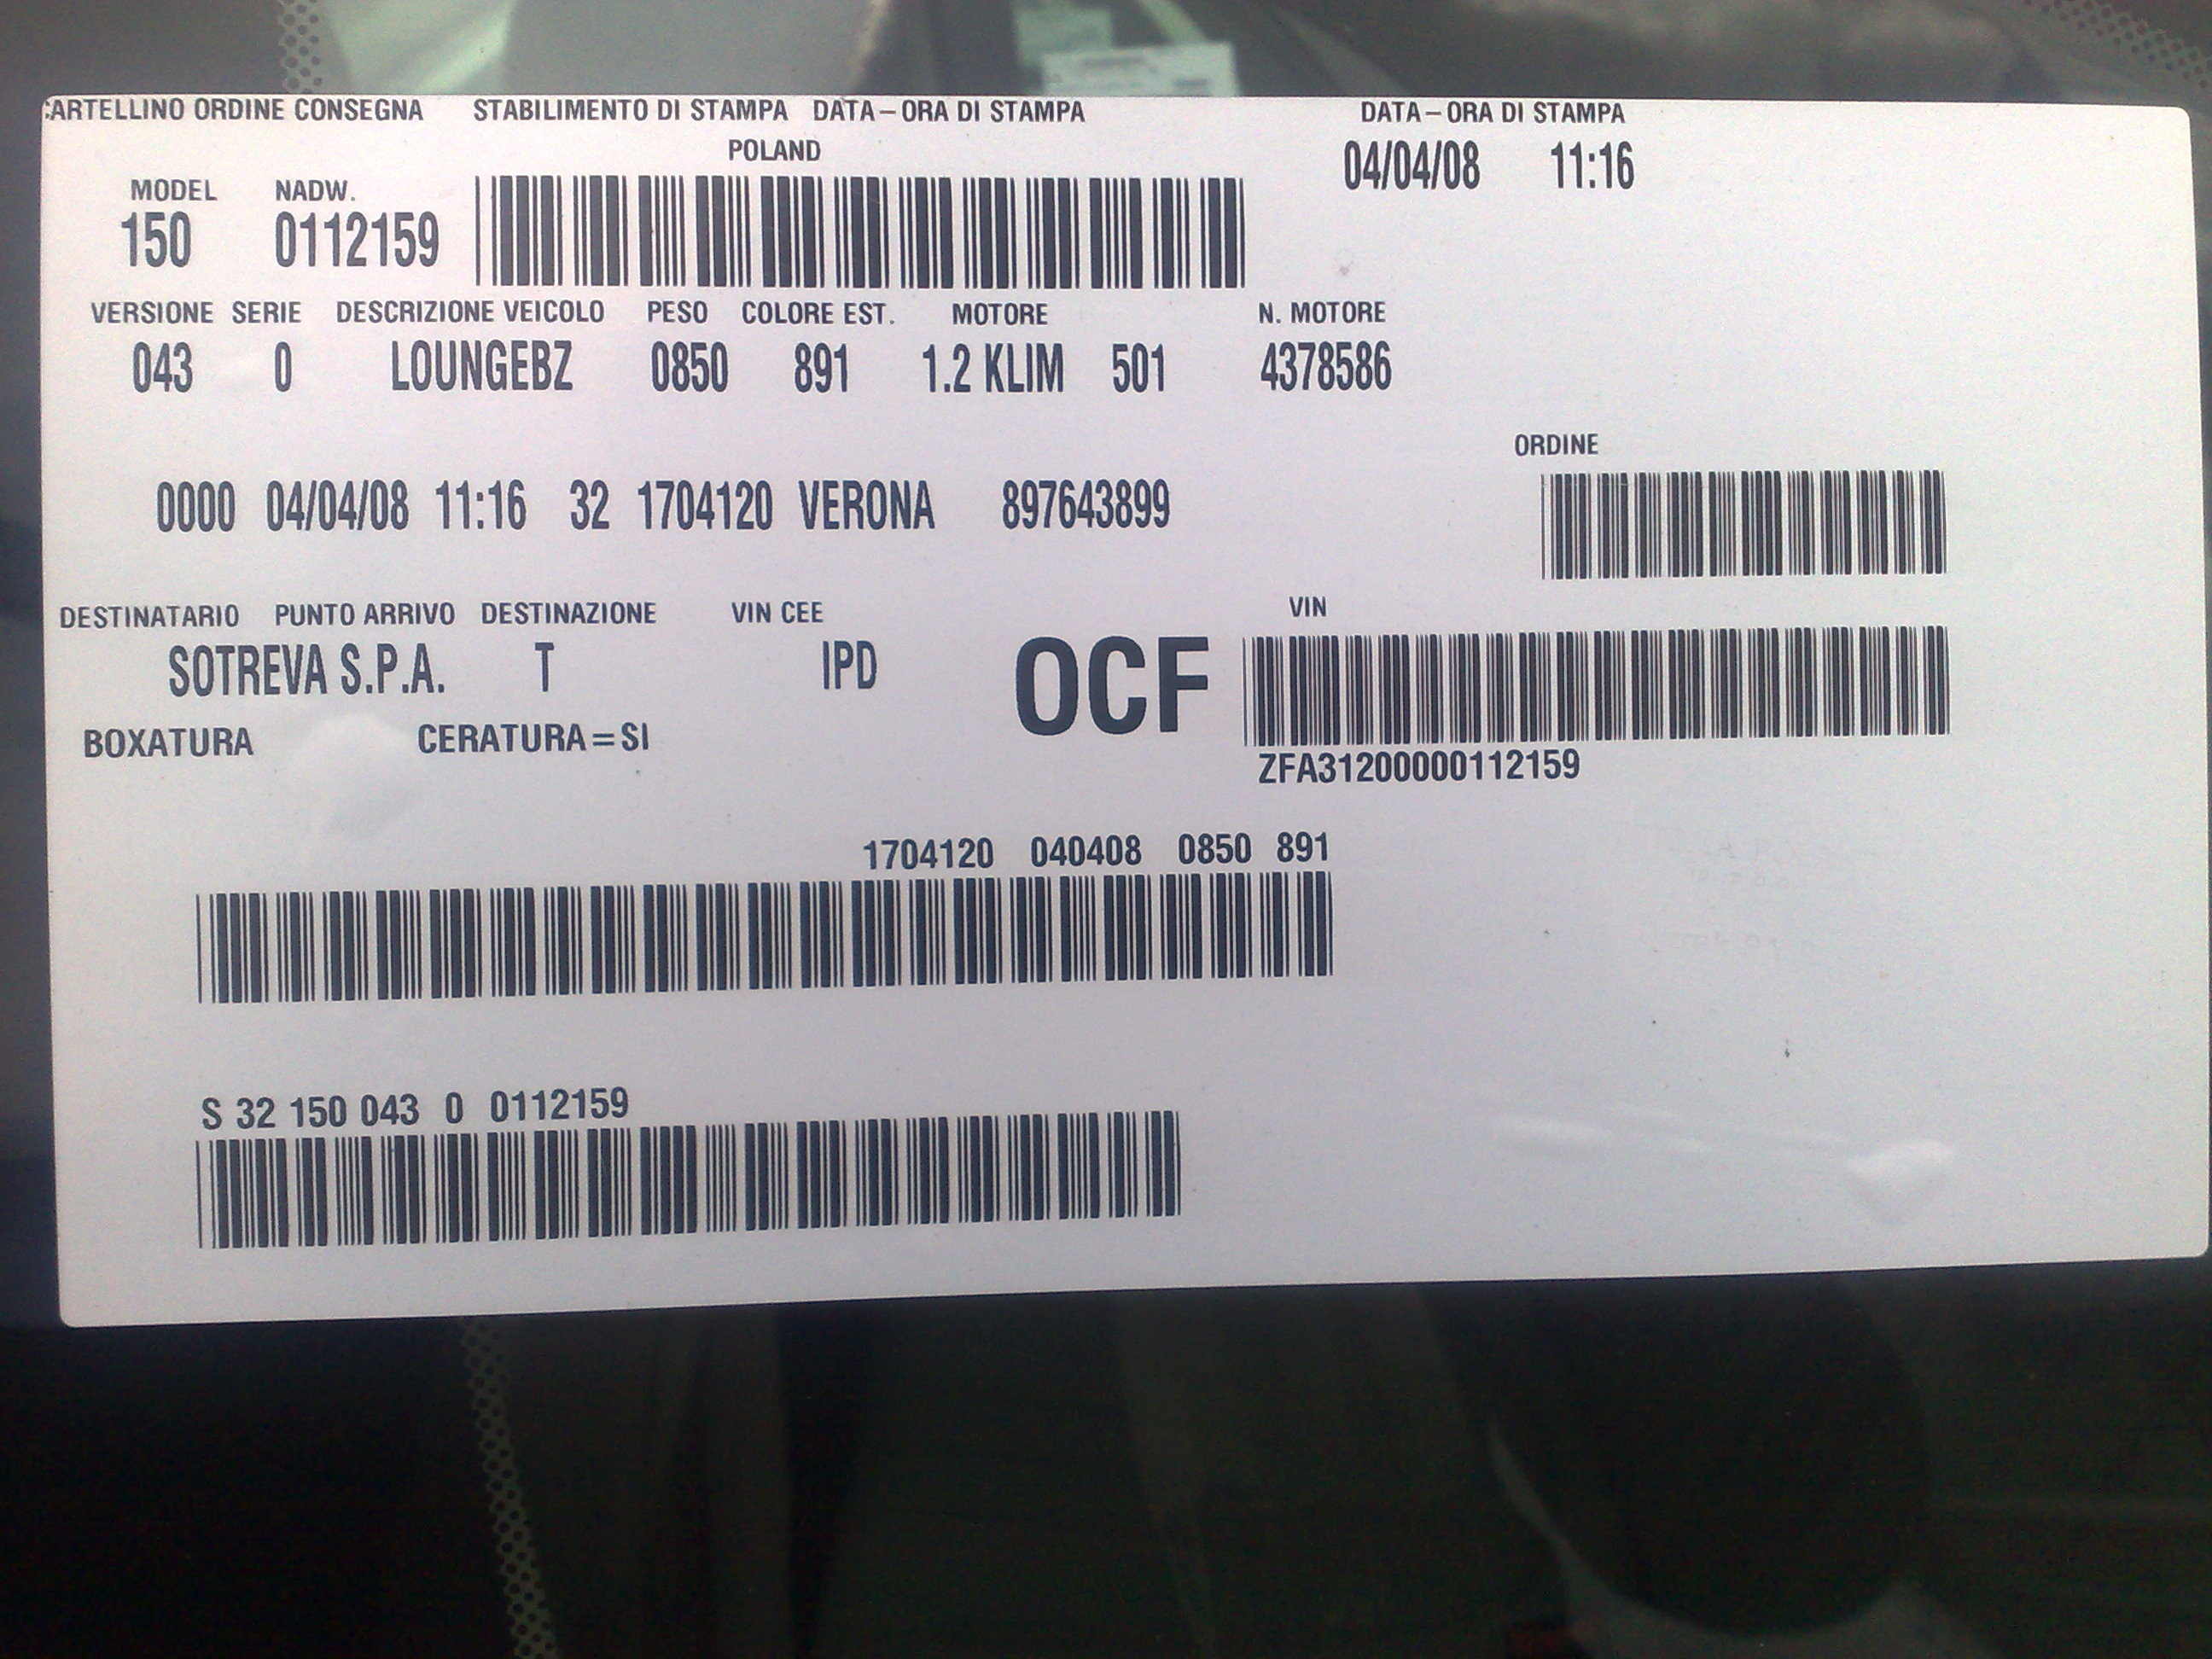 CARTELLINO ORDINE CONSEGNA STABILIMENTO DI STAMPA DATA-ORA DI STAMPA DATA-ORA DI STAMPA
POLAND
04/04/08 11:16
MODEL NADW.
150 0112159
VERSIONE SERIE DESCRIZIONE VEICOLO PESO COLORE EST. MOTORE N. MOTORE
043 0 LOUNGEBZ 0850 891 1.2 KLIM 501 4378586
ORDINE
0000 04/04/08 11:16 32 1704120 VERONA 897643899
DESTINATARIO PUNTO ARRIVO DESTINAZIONE VIN CEE VIN
SOTREVA S.P.A. T IPD OCF
BOXATURA CERATURA=SI
ZFA31200000112159
1704120 040408 0850 891
S 32 150 043 0 0112159